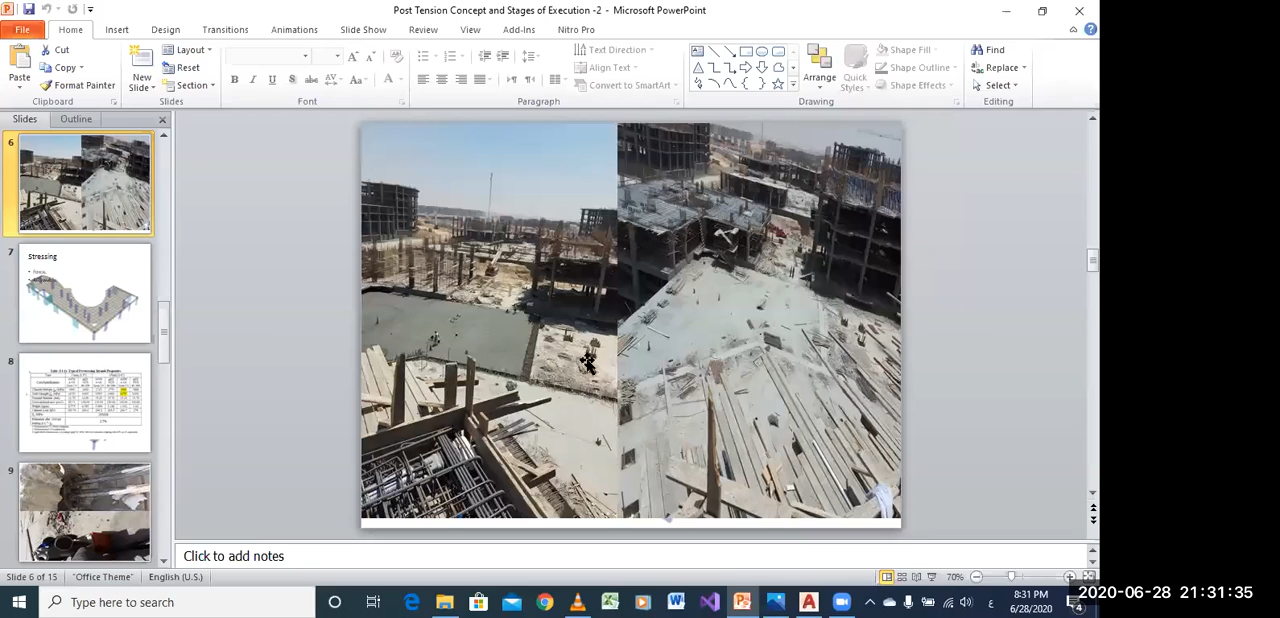 Post Tension Concept and Stages of Execution -2 - Microsoft PowerPoint
File Home Insert Design Transitions Animations Slide Show Review View Add-Ins Nitro Pro
Paste
Cut
Copy
Format Painter
Clipboard
New Slide
Layout
Reset
Section
Slides
B I U S abc AV Aa A
Font
Text Direction
Align Text
Convert to SmartArt
Paragraph
Arrange
Quick Styles
Shape Fill
Shape Outline
Shape Effects
Drawing
Find
Replace
Select
Editing
Slides Outline
6
7
Stressing
8
9
Click to add notes
Slide 6 of 15 "Office Theme" English (U.S.) 70%
Type here to search
ع
8:31 PM
6/28/2020
4
2020-06-28 21:31:35